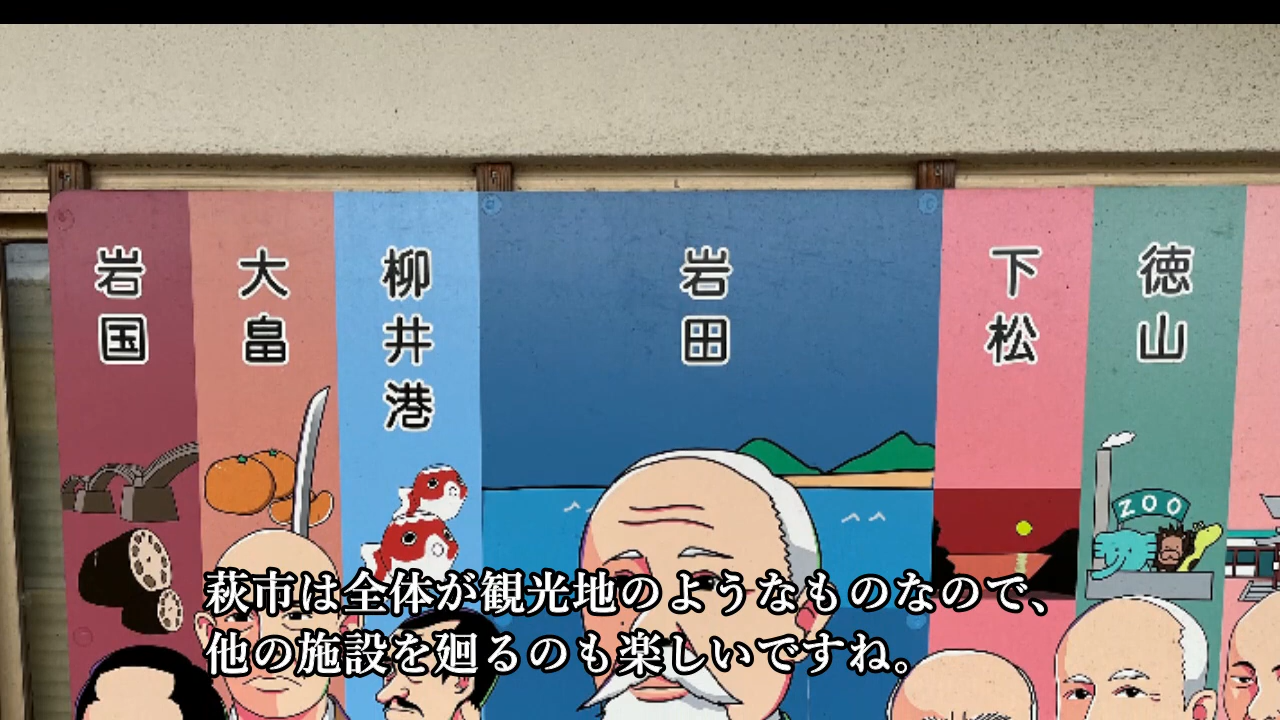 岩国
大畠
柳井港
岩田
下松
徳山
ZOO
萩市は全体が観光地のようなものなので、
他の施設を廻るのも楽しいですね。